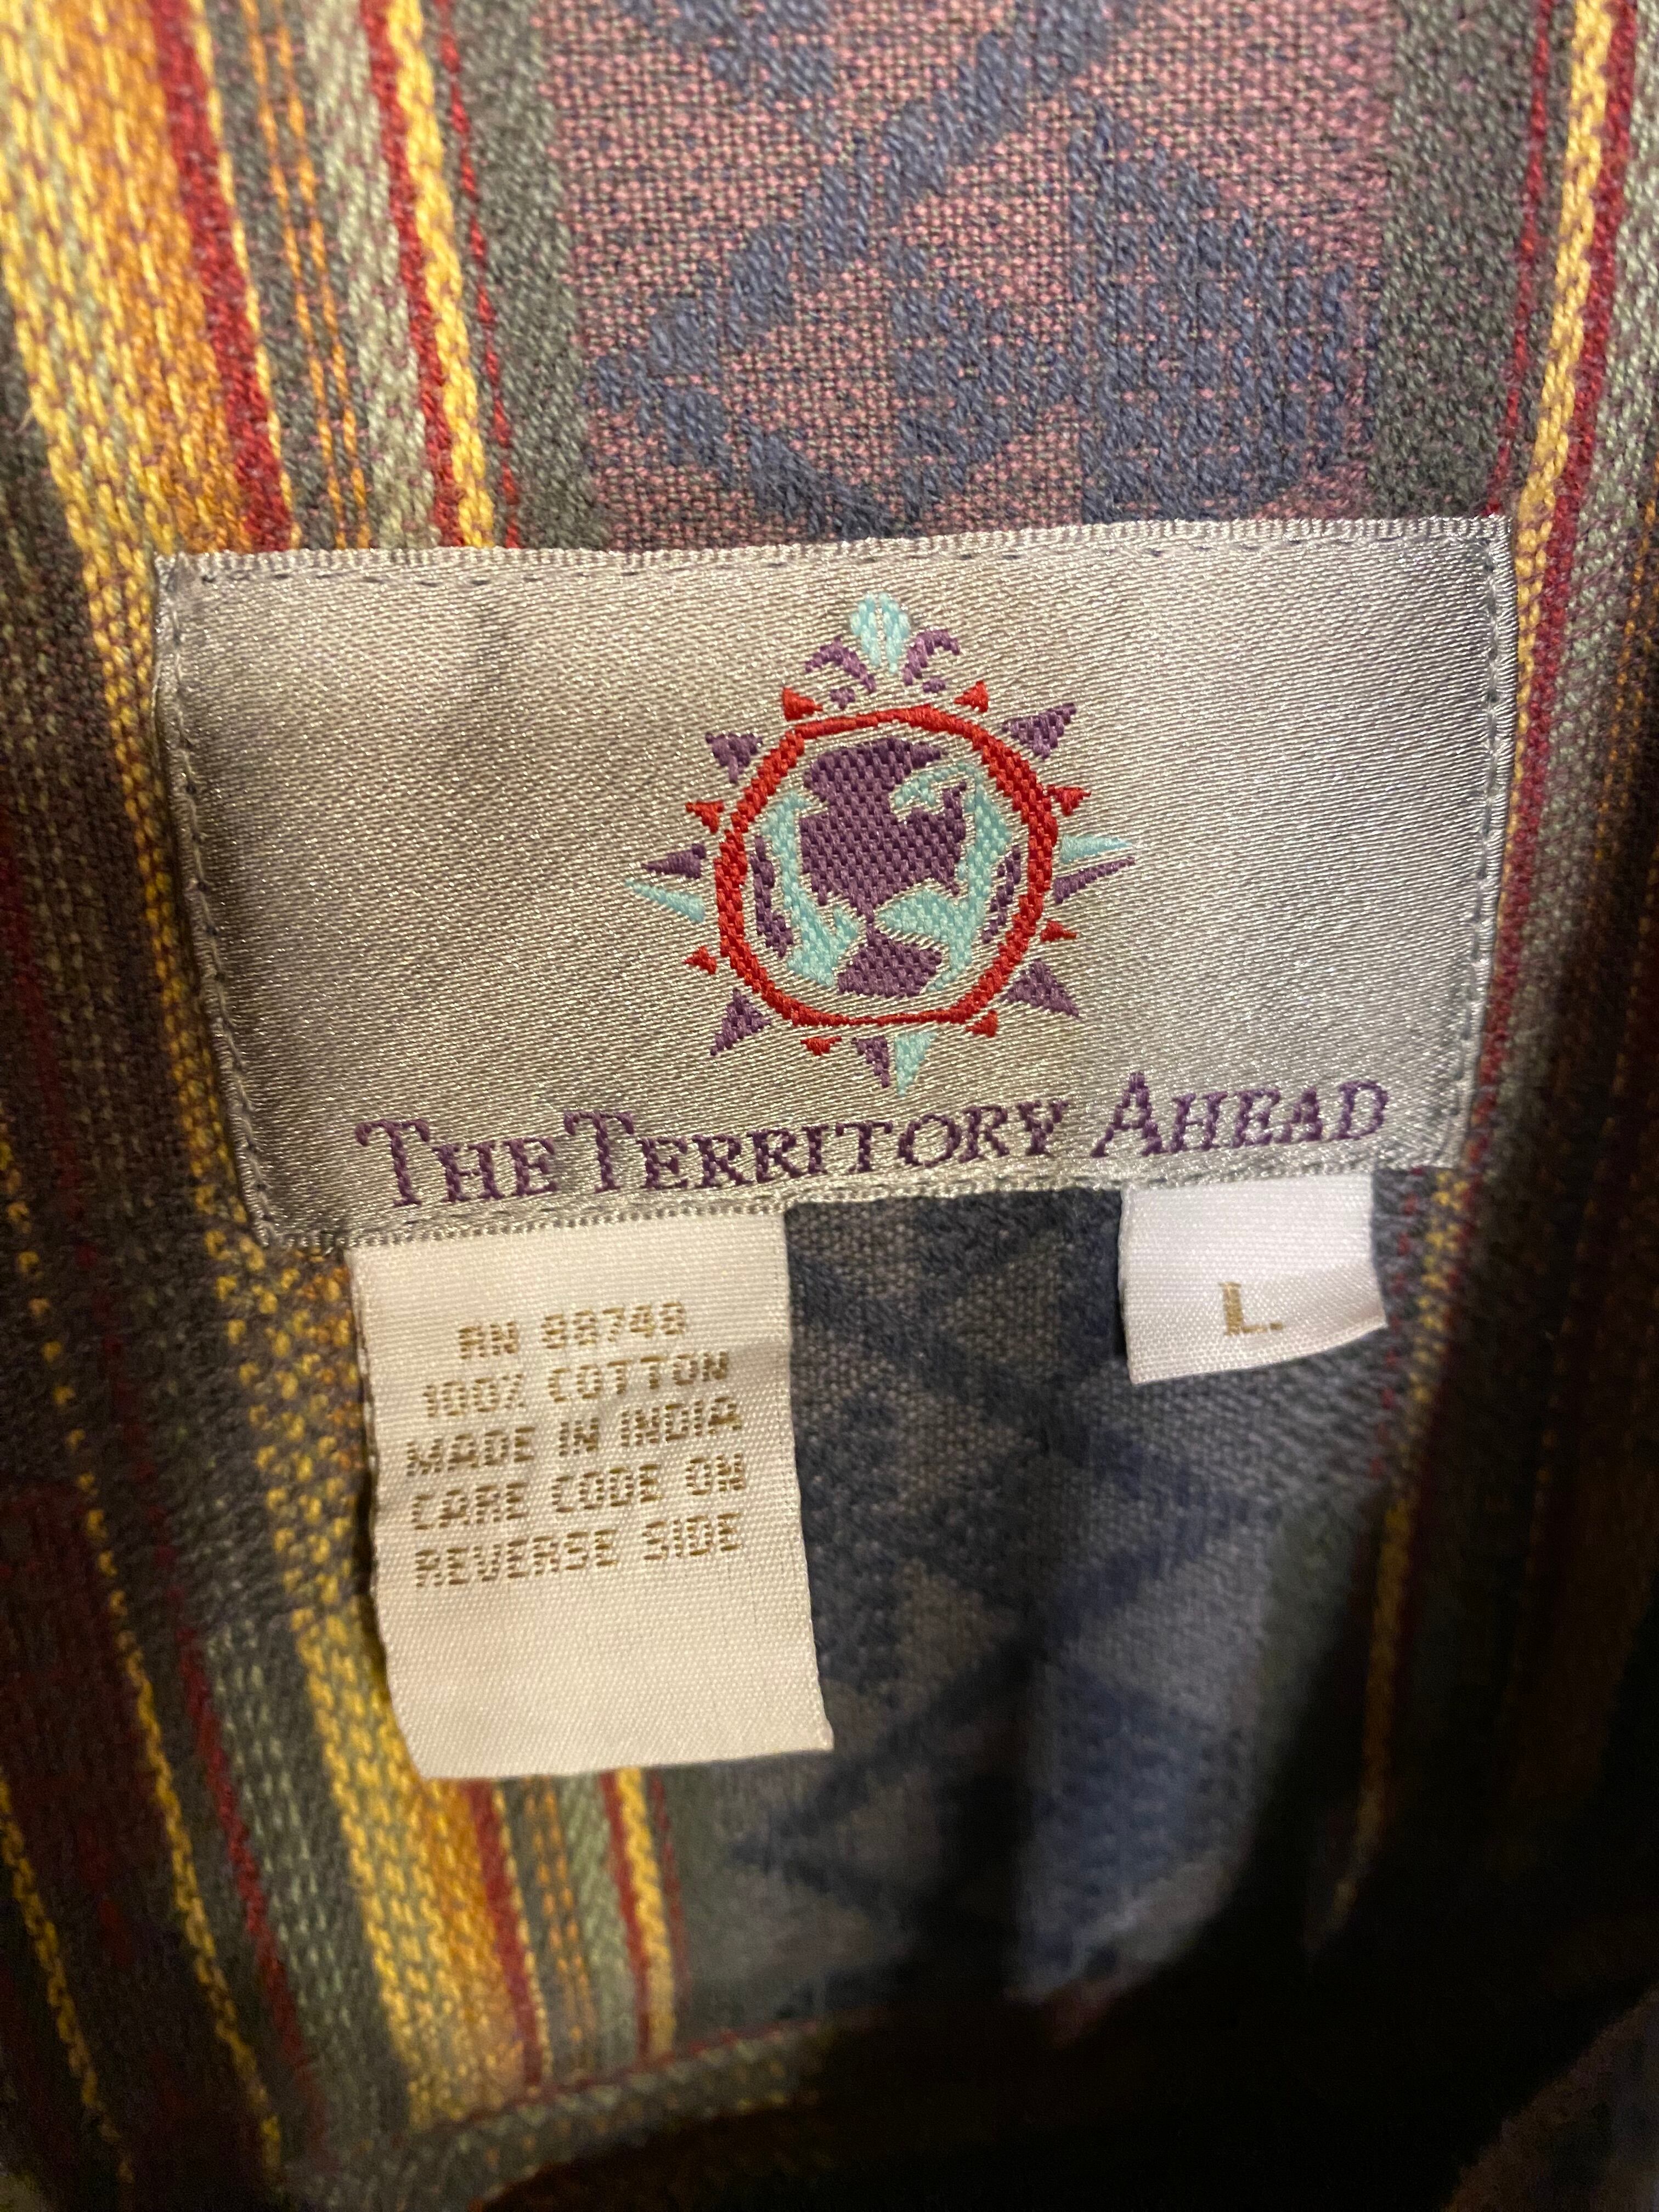 THE TERRITORY AHEAD
L.
RN 88748
100% COTTON
MADE IN INDIA
CARE CODE ON
REVERSE SIDE